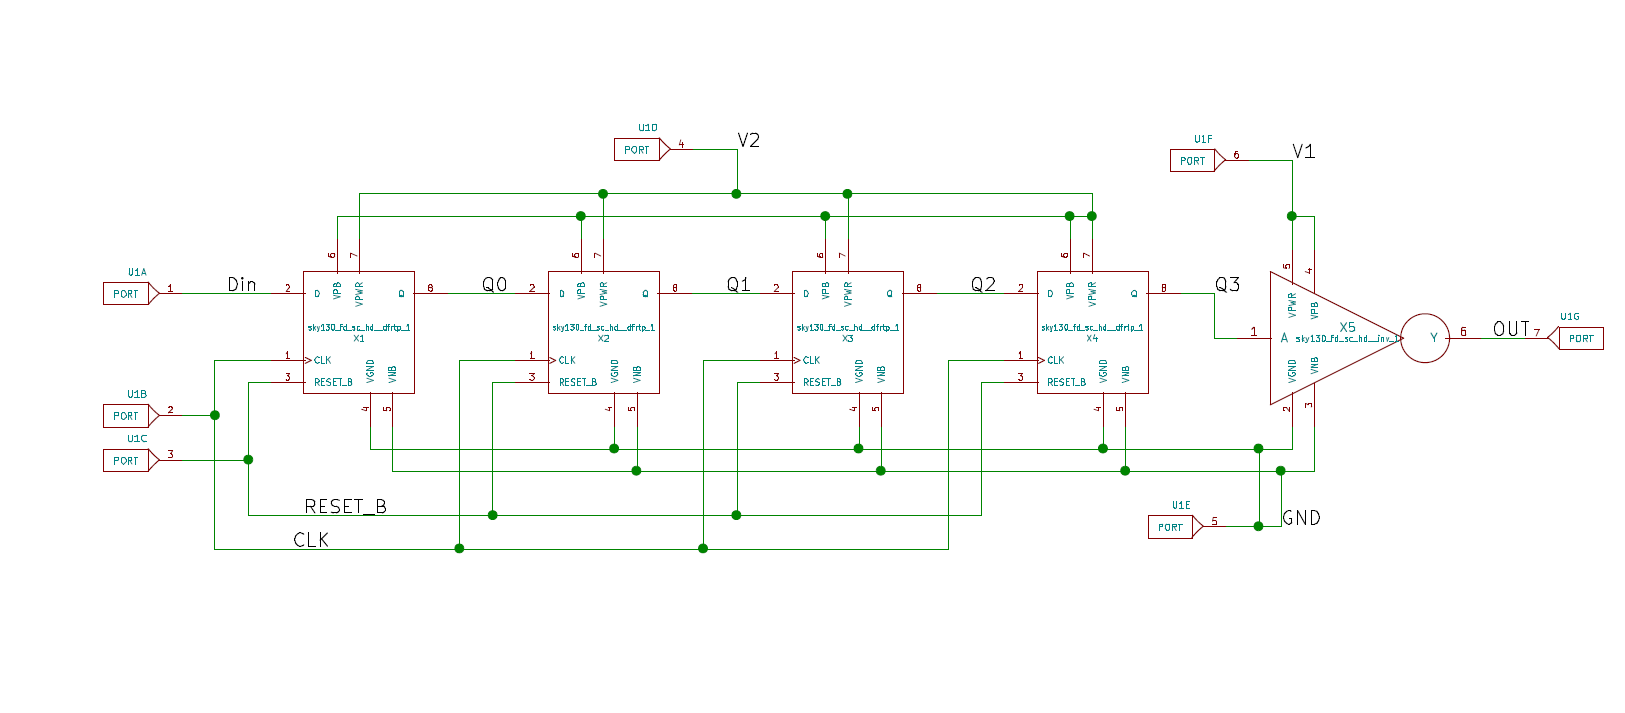 U1D
PORT
4
V2
U1F
PORT
6
V1
U1A
PORT
1
Din
2
D
VPB
VPWR
Q
6
7
8
sky130_fd_sc_hd__dfrtp_1
X1
1
CLK
3
RESET_B
VGND
VNB
4
5
Q0
2
D
VPB
VPWR
Q
6
7
8
sky130_fd_sc_hd__dfrtp_1
X2
1
CLK
3
RESET_B
VGND
VNB
4
5
Q1
2
D
VPB
VPWR
Q
6
7
8
sky130_fd_sc_hd__dfrtp_1
X3
1
CLK
3
RESET_B
VGND
VNB
4
5
Q2
2
D
VPB
VPWR
Q
6
7
8
sky130_fd_sc_hd__dfrtp_1
X4
1
CLK
3
RESET_B
VGND
VNB
4
5
Q3
5
4
VPWR
VPB
1
A
X5
sky130_fd_sc_hd__inv_1
Y
6
VGND
VNB
2
3
OUT
7
U1G
PORT
U1B
PORT
2
U1C
PORT
3
RESET_B
CLK
U1E
PORT
5
GND